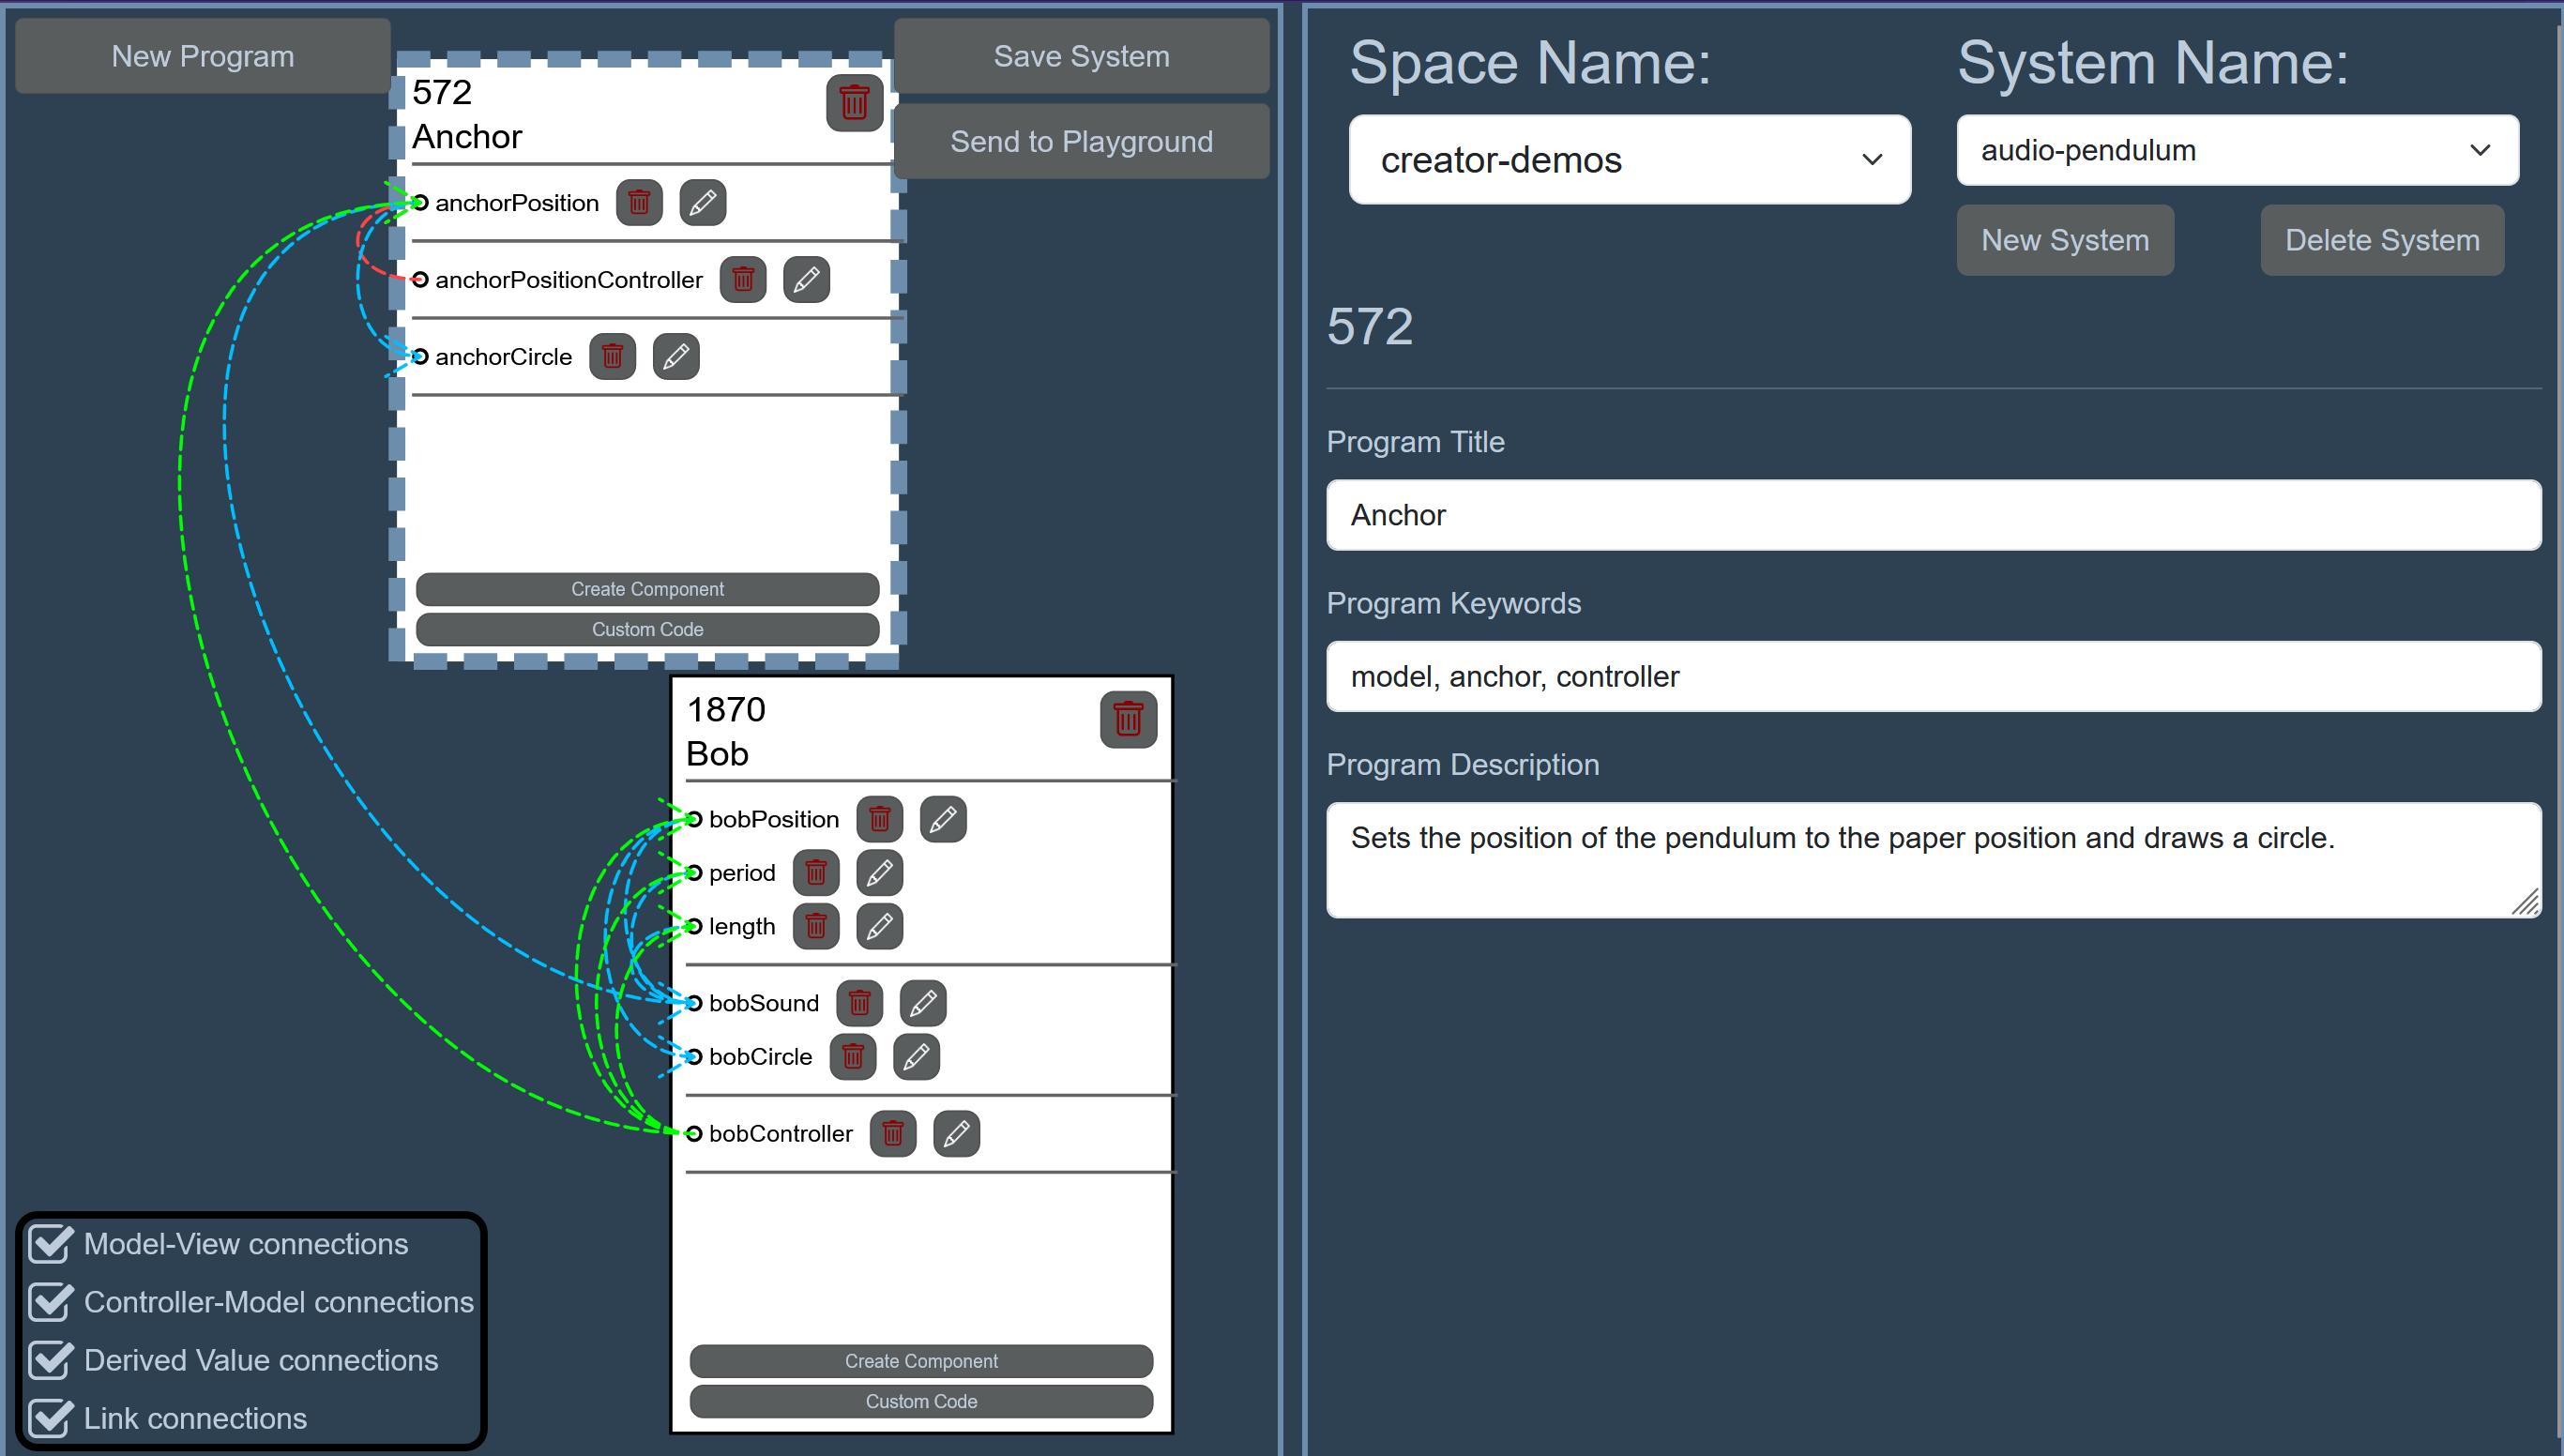 New Program
Save System
Send to Playground
572
Anchor
anchorPosition
anchorPositionController
anchorCircle
Create Component
Custom Code
1870
Bob
bobPosition
period
length
bobSound
bobCircle
bobController
Create Component
Custom Code
Model-View connections
Controller-Model connections
Derived Value connections
Link connections
Space Name:
creator-demos
System Name:
audio-pendulum
New System
Delete System
572
Program Title
Anchor
Program Keywords
model, anchor, controller
Program Description
Sets the position of the pendulum to the paper position and draws a circle.